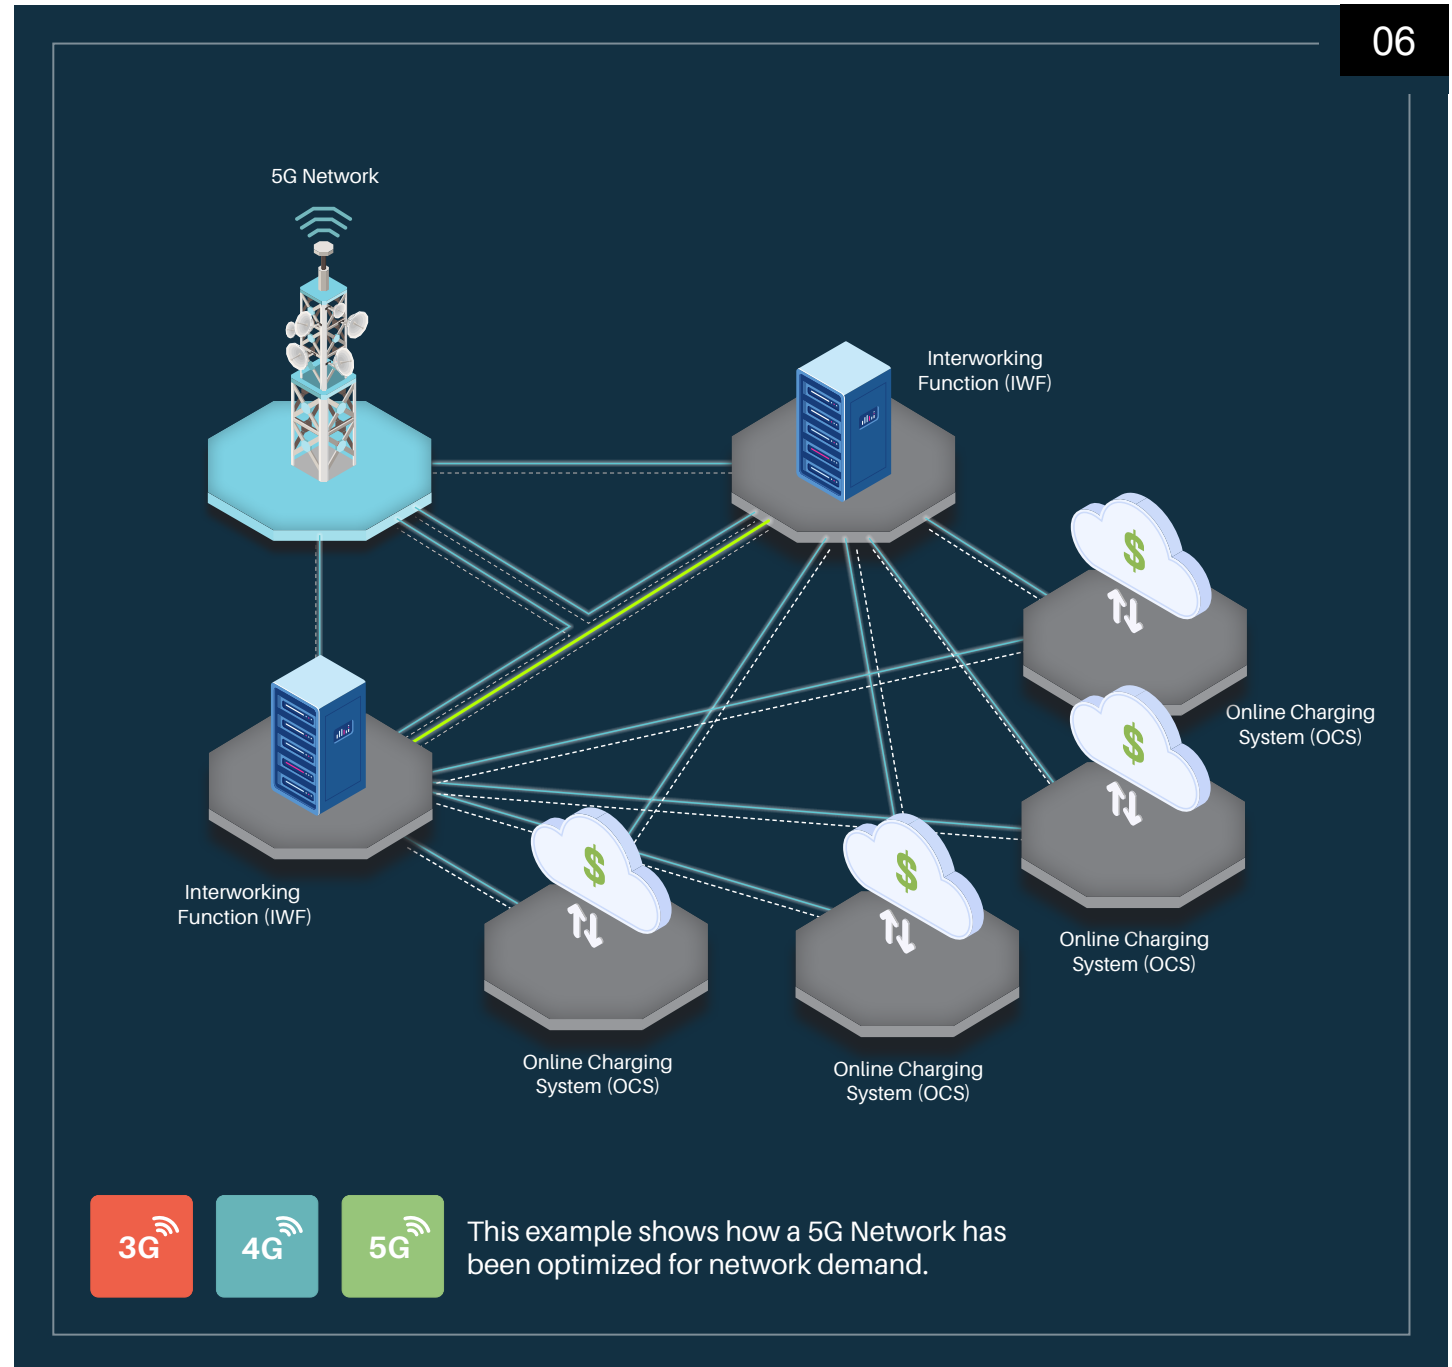 06
5G Network
Interworking
Function (IWF)
Online Charging
System (OCS)
Interworking
Function (IWF)
Online Charging
System (OCS)
Online Charging
System (OCS)
Online Charging
System (OCS)
3G
4G
5G
This example shows how a 5G Network has
been optimized for network demand.